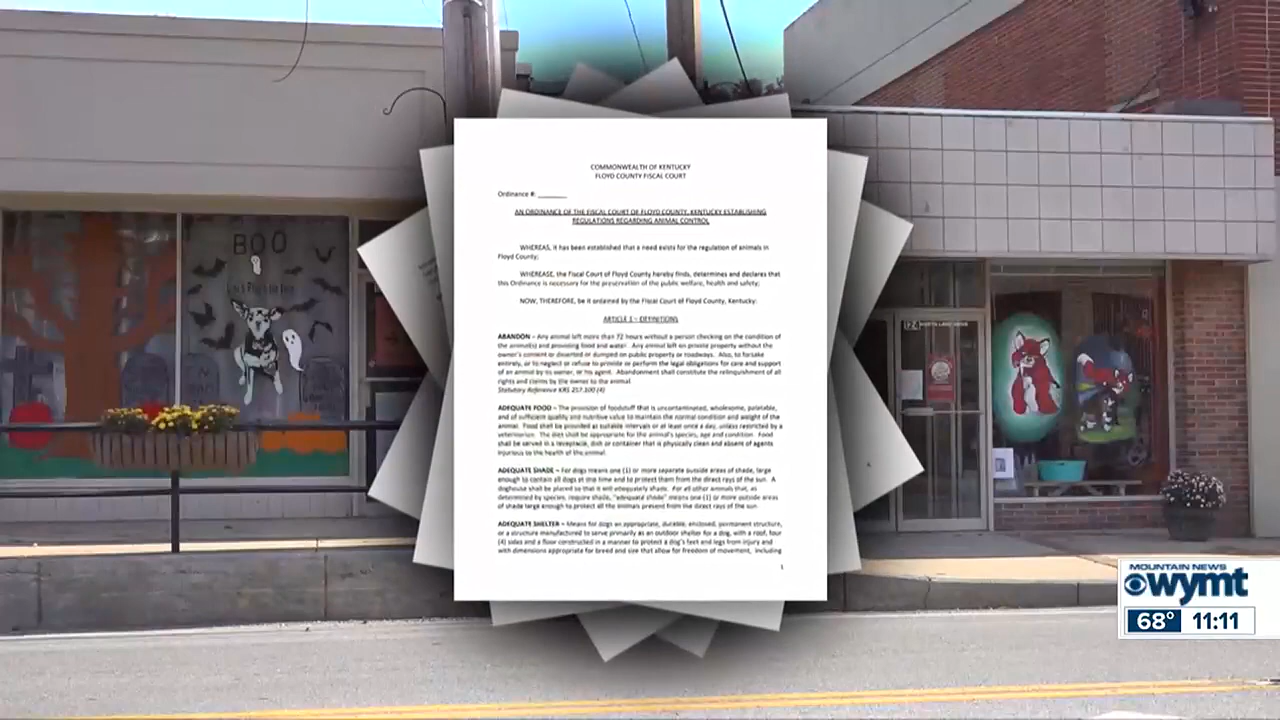 BOO
COMMONWEALTH OF KENTUCKY
FLOYD COUNTY FISCAL COURT
Ordinance #: ________
AN ORDINANCE OF THE FISCAL COURT OF FLOYD COUNTY, KENTUCKY ESTABLISHING
REGULATIONS REGARDING ANIMAL CONTROL
WHEREAS, it has been established that a need exists for the regulation of animals in
Floyd County;
WHEREASE, the Fiscal Court of Floyd County hereby finds, determines and declares that
this Ordinance is necessary for the preservation of the public welfare, health and safety;
NOW, THEREFORE, be it ordained by the Fiscal Court of Floyd County, Kentucky:
ARTICLE 1 – DEFINITIONS
ABANDON – Any animal left more than 72 hours without a person checking on the condition of
the animal(s) and providing food and water. Any animal left on private property without the
owner's consent or deserted or dumped on public property or roadways. Also, to forsake
entirely, or to neglect or refuse to provide or perform the legal obligations for care and support
of an animal by its owner, or his agent. Abandonment shall constitute the relinquishment of all
rights and claims by the owner to the animal.
Statutory Reference KRS 257.100 (4)
ADEQUATE FOOD – The provision of foodstuff that is uncontaminated, wholesome, palatable,
and of sufficient quality and nutritive value to maintain the normal condition and weight of the
animal. Food shall be provided at suitable intervals or at least once a day, unless restricted by a
veterinarian. The diet shall be appropriate for the animal's species, age and condition. Food
shall be served in a receptacle, dish or container that is physically clean and absent of agents
injurious to the health of the animal.
ADEQUATE SHADE – For dogs means one (1) or more separate outside areas of shade, large
enough to contain all dogs at one time and to protect them from the direct rays of the sun. A
doghouse shall be placed so that it will adequately shade. For all other animals that, as
determined by species, require shade, "adequate shade" means one (1) or more outside areas
of shade large enough to protect all the animals present from the direct rays of the sun.
ADEQUATE SHELTER – Means for dogs an appropriate, durable, enclosed, permanent structure,
or a structure manufactured to serve primarily as an outdoor shelter for a dog, with a roof, four
(4) sides and a floor constructed in a manner to protect a dog's feet and legs from injury and
with dimensions appropriate for breed and size that allow for freedom of movement, including
1
MOUNTAIN NEWS
wymt
68° 11:11